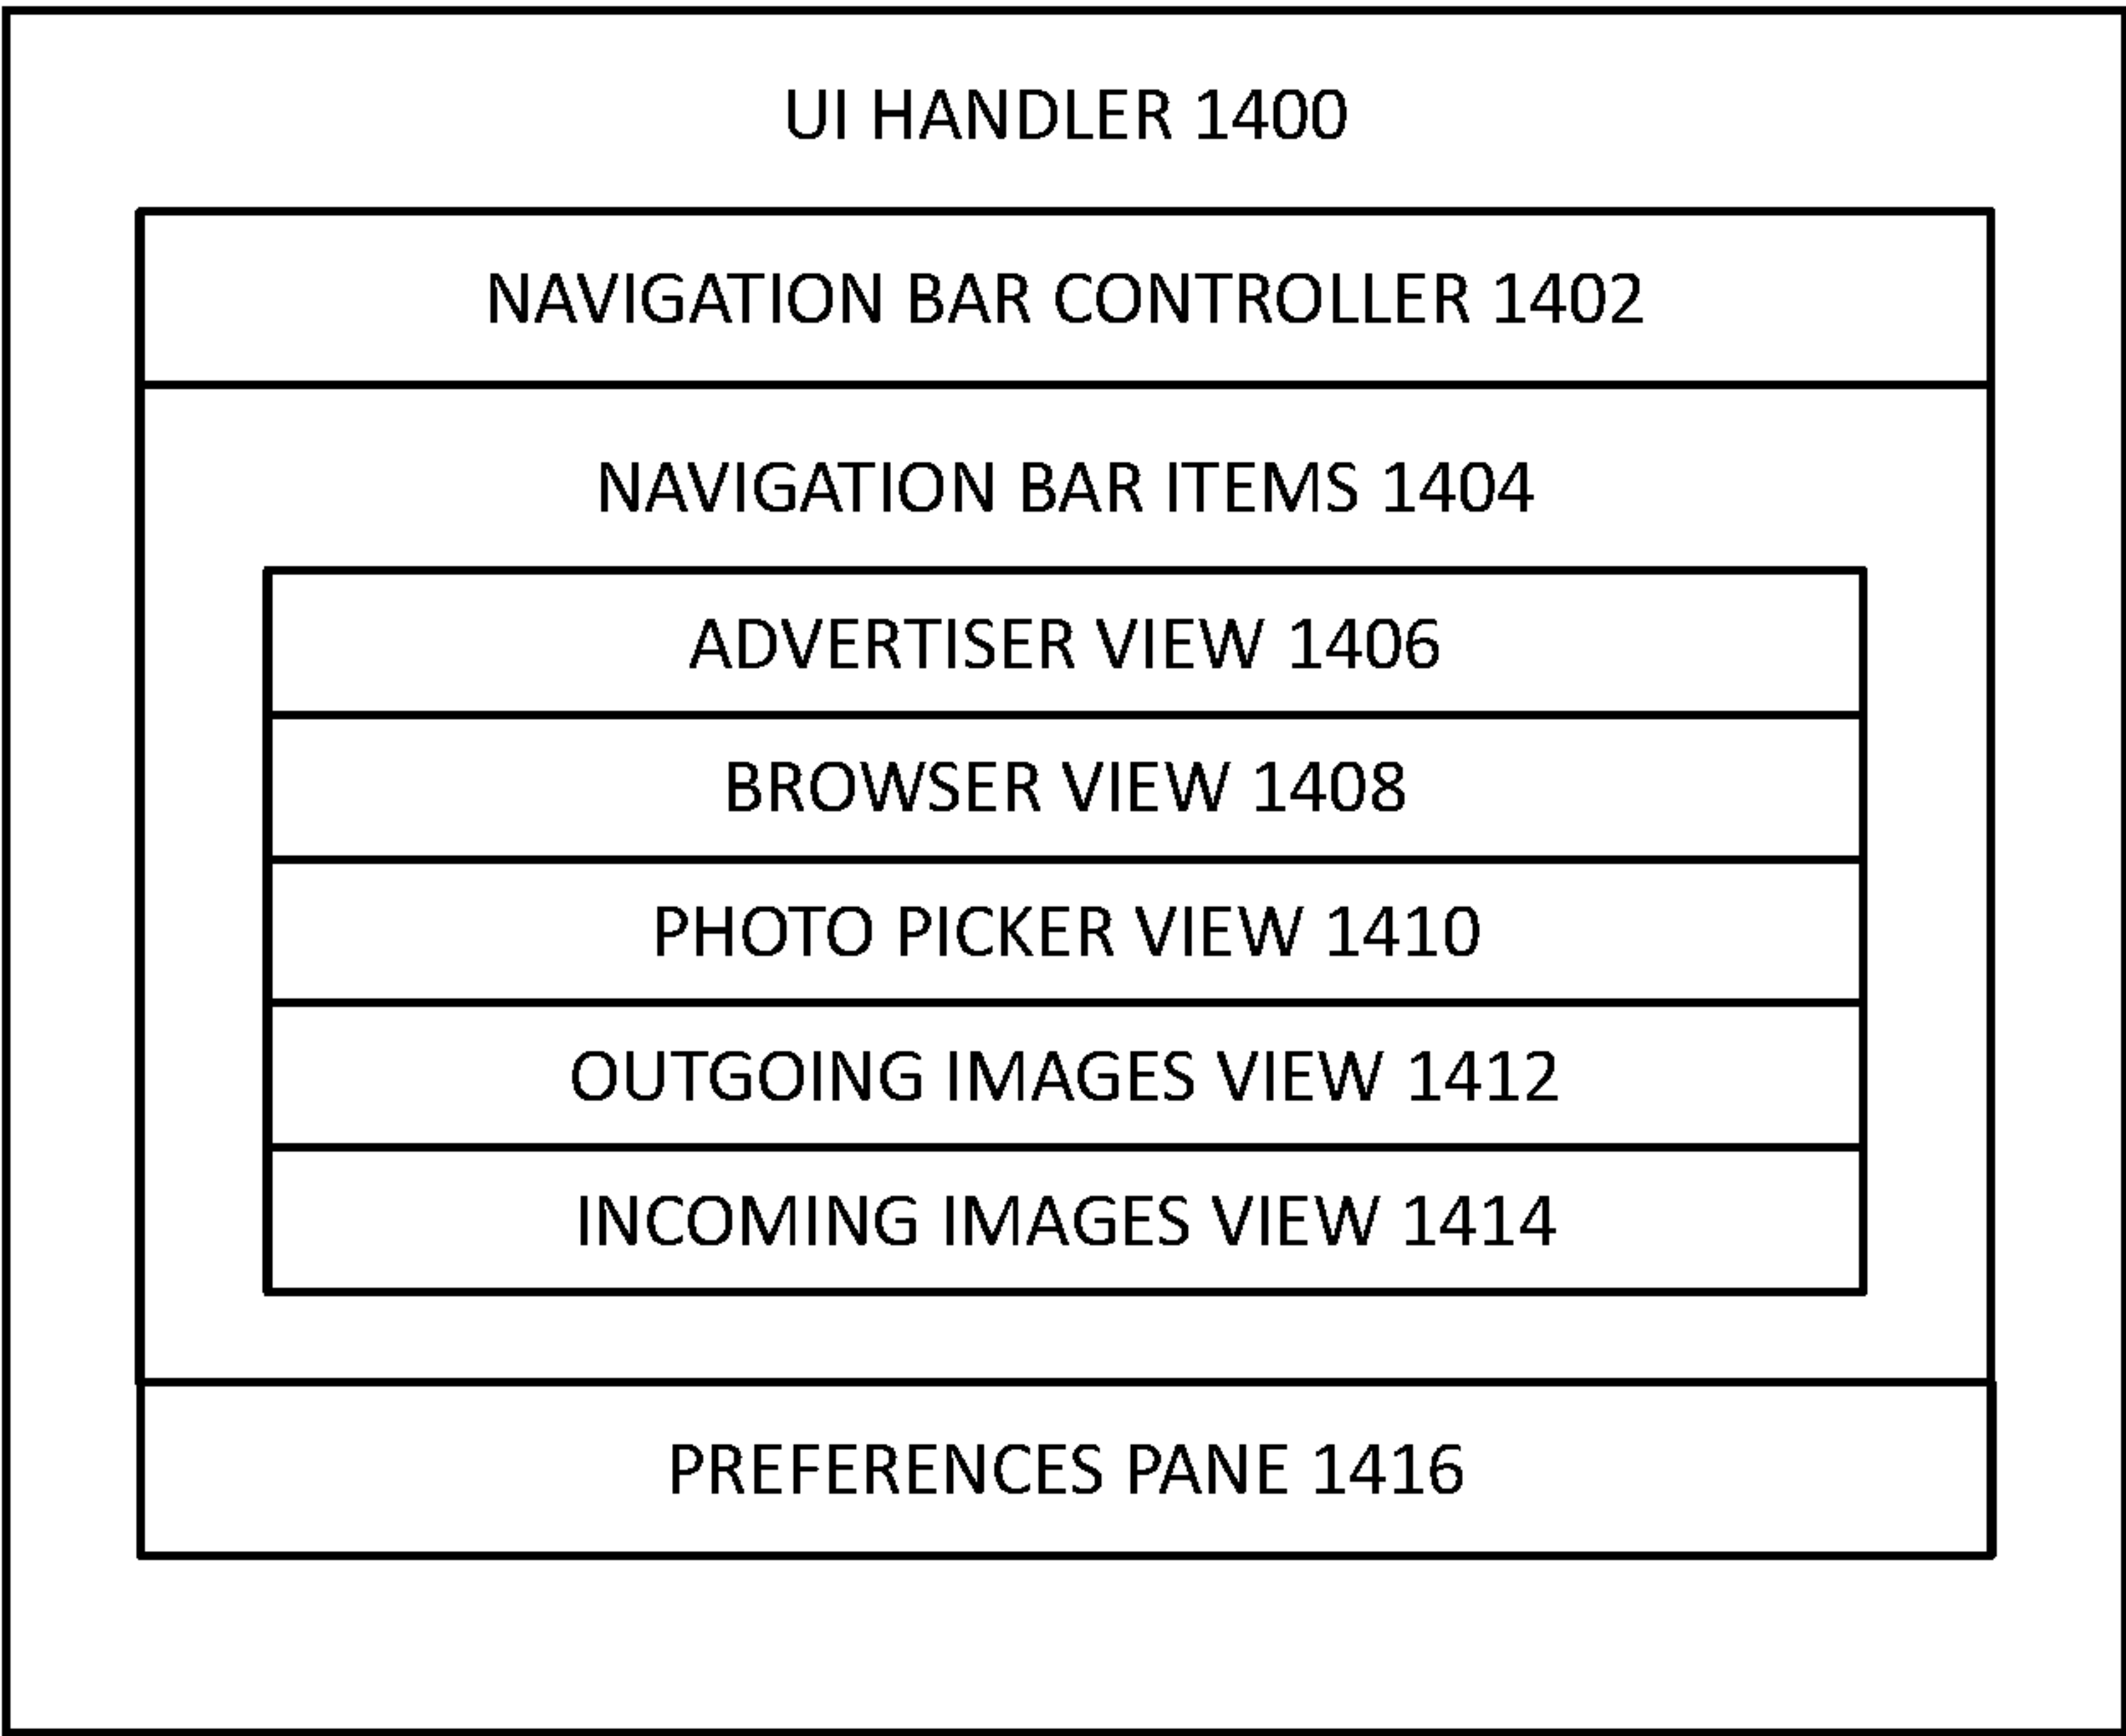 UI HANDLER 1400
NAVIGATION BAR CONTROLLER 1402
NAVIGATION BAR ITEMS 1404
ADVERTISER VIEW 1406
BROWSER VIEW 1408
PHOTO PICKER VIEW 1410
OUTGOING IMAGES VIEW 1412
INCOMING IMAGES VIEW 1414
PREFERENCES PANE 1416